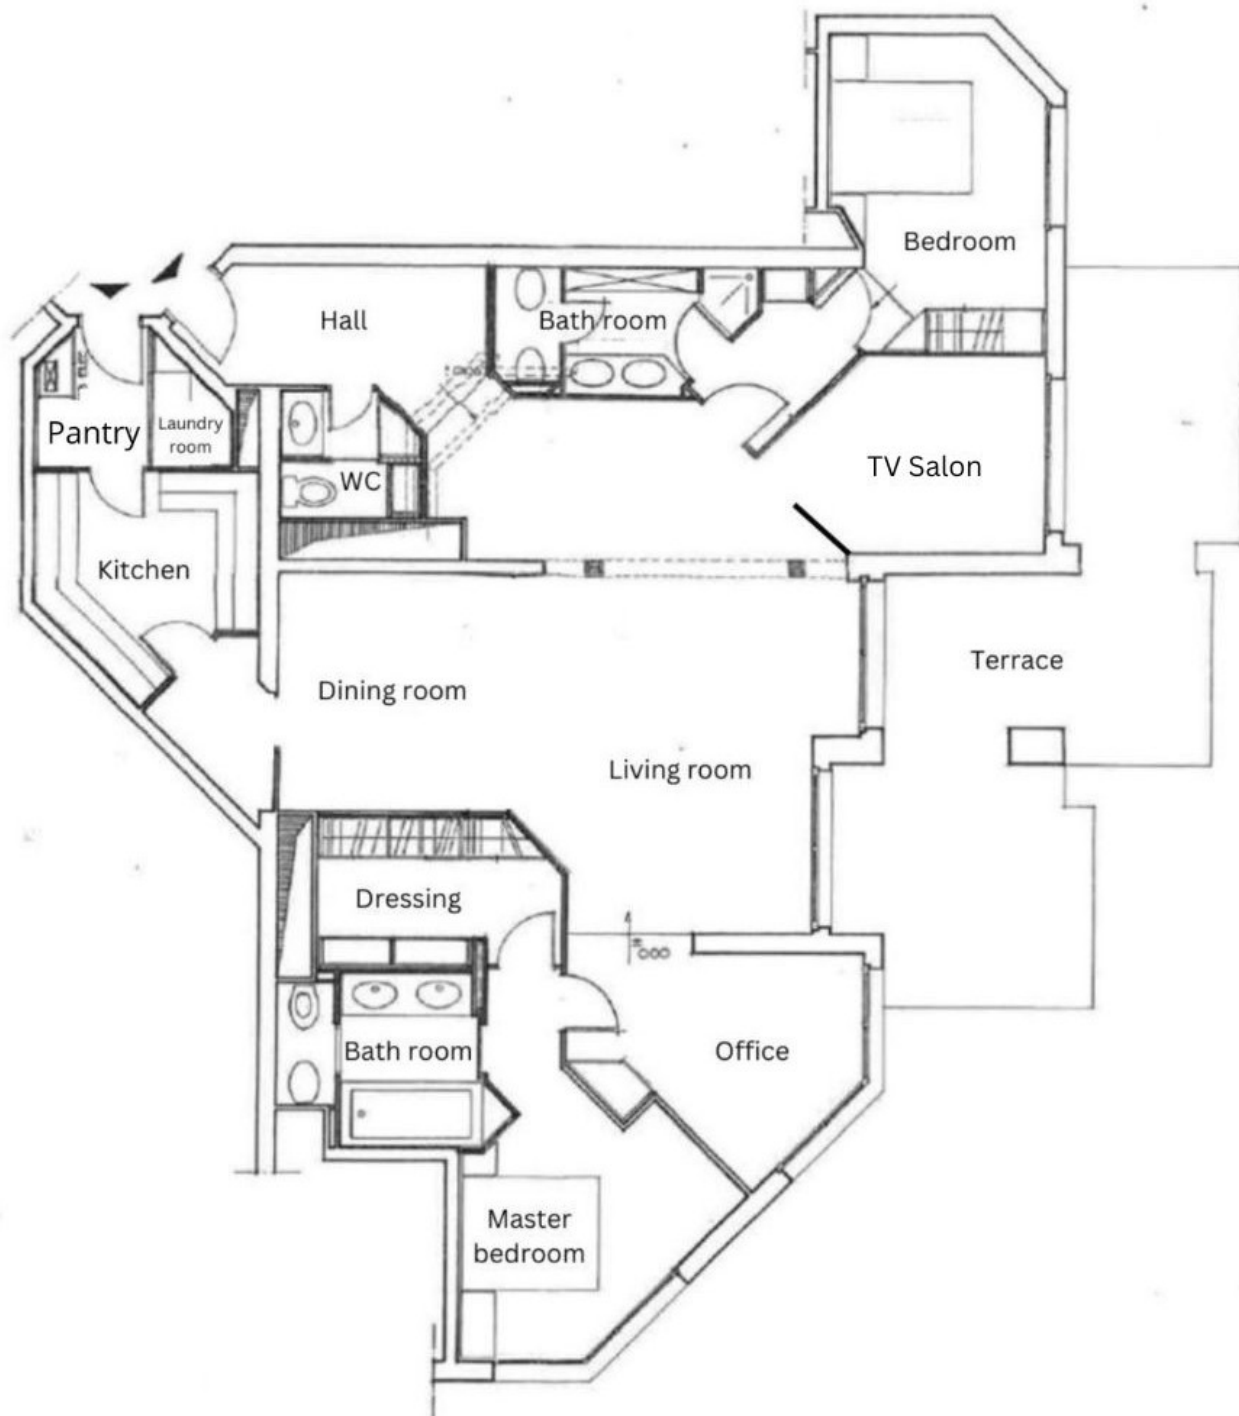 Bedroom
Hall
Bath room
Pantry
Laundry
room
WC
TV Salon
Kitchen
Terrace
Dining room
Living room
Dressing
Bath room
Office
Master
bedroom